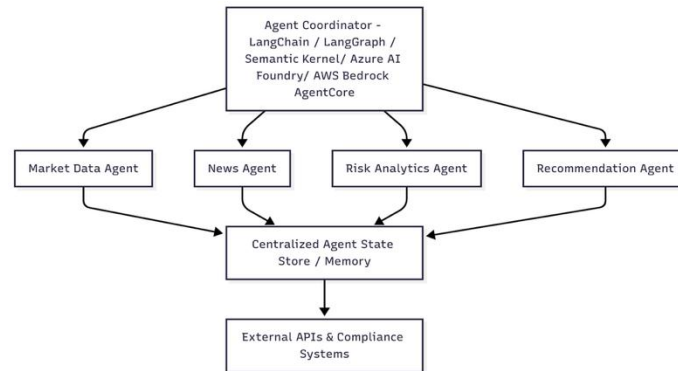 Agent Coordinator -
LangChain / LangGraph /
Semantic Kernel/ Azure AI
Foundry/ AWS Bedrock
AgentCore
Market Data Agent
News Agent
Risk Analytics Agent
Recommendation Agent
Centralized Agent State
Store / Memory
External APIs & Compliance
Systems